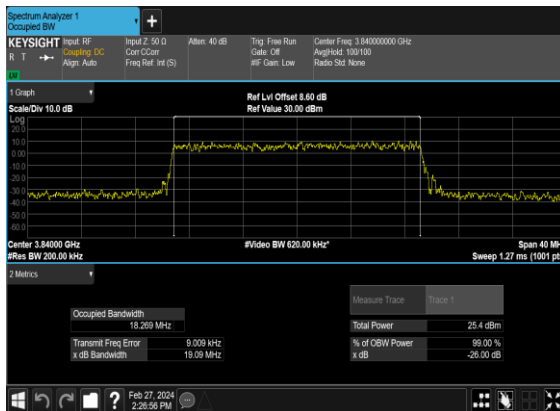 Spectrum Analyzer 1
Occupied BW
KEYSIGHT Input: RF Input Z: 50 Ω Atten: 40 dB Trig: Free Run Center Freq: 3.840000000 GHz
R T Coupling: DC Corr CCorr Gate: Off Avg|Hold: 100/100
Align: Auto Freq Ref: Int (S) #IF Gain: Low Radio Std: None
1 Graph
Ref Lvl Offset 8.60 dB
Scale/Div 10.0 dB Ref Value 30.00 dBm
Log
20.0
10.0
0.00
-10.0
-20.0
-30.0
-40.0
-50.0
-60.0
Center 3.84000 GHz #Video BW 620.00 kHz* Span 40 MH
#Res BW 200.00 kHz Sweep 1.27 ms (1001 pt
2 Metrics
Measure Trace Trace 1
Occupied Bandwidth
18.269 MHz
Total Power 25.4 dBm
Transmit Freq Error 9.009 kHz % of OBW Power 99.00 %
x dB Bandwidth 19.09 MHz x dB -26.00 dB
Feb 27, 2024
2:26:56 PM